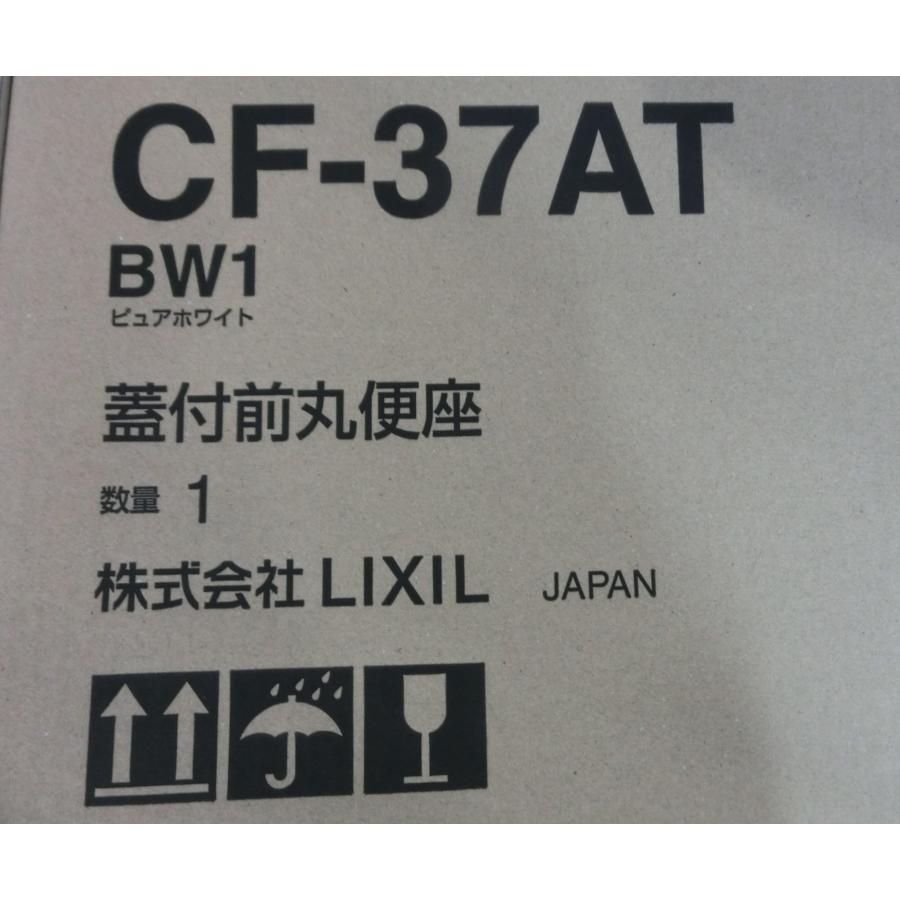 CF-37AT
BW1
ピュアホワイト
蓋付前丸便座
数量 1
株式会社 LIXIL JAPAN